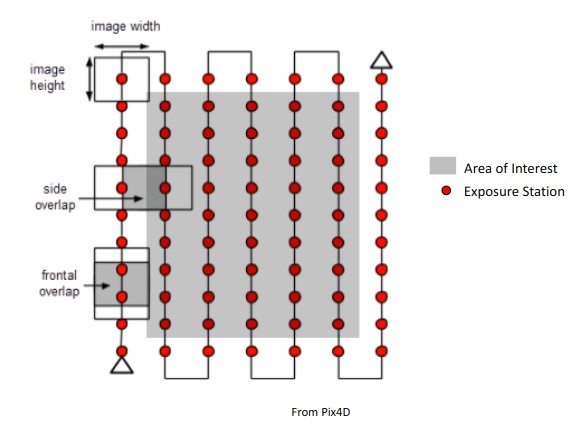 image width
image
height
side
overlap
frontal
overlap
Area of Interest
Exposure Station
From Pix4D